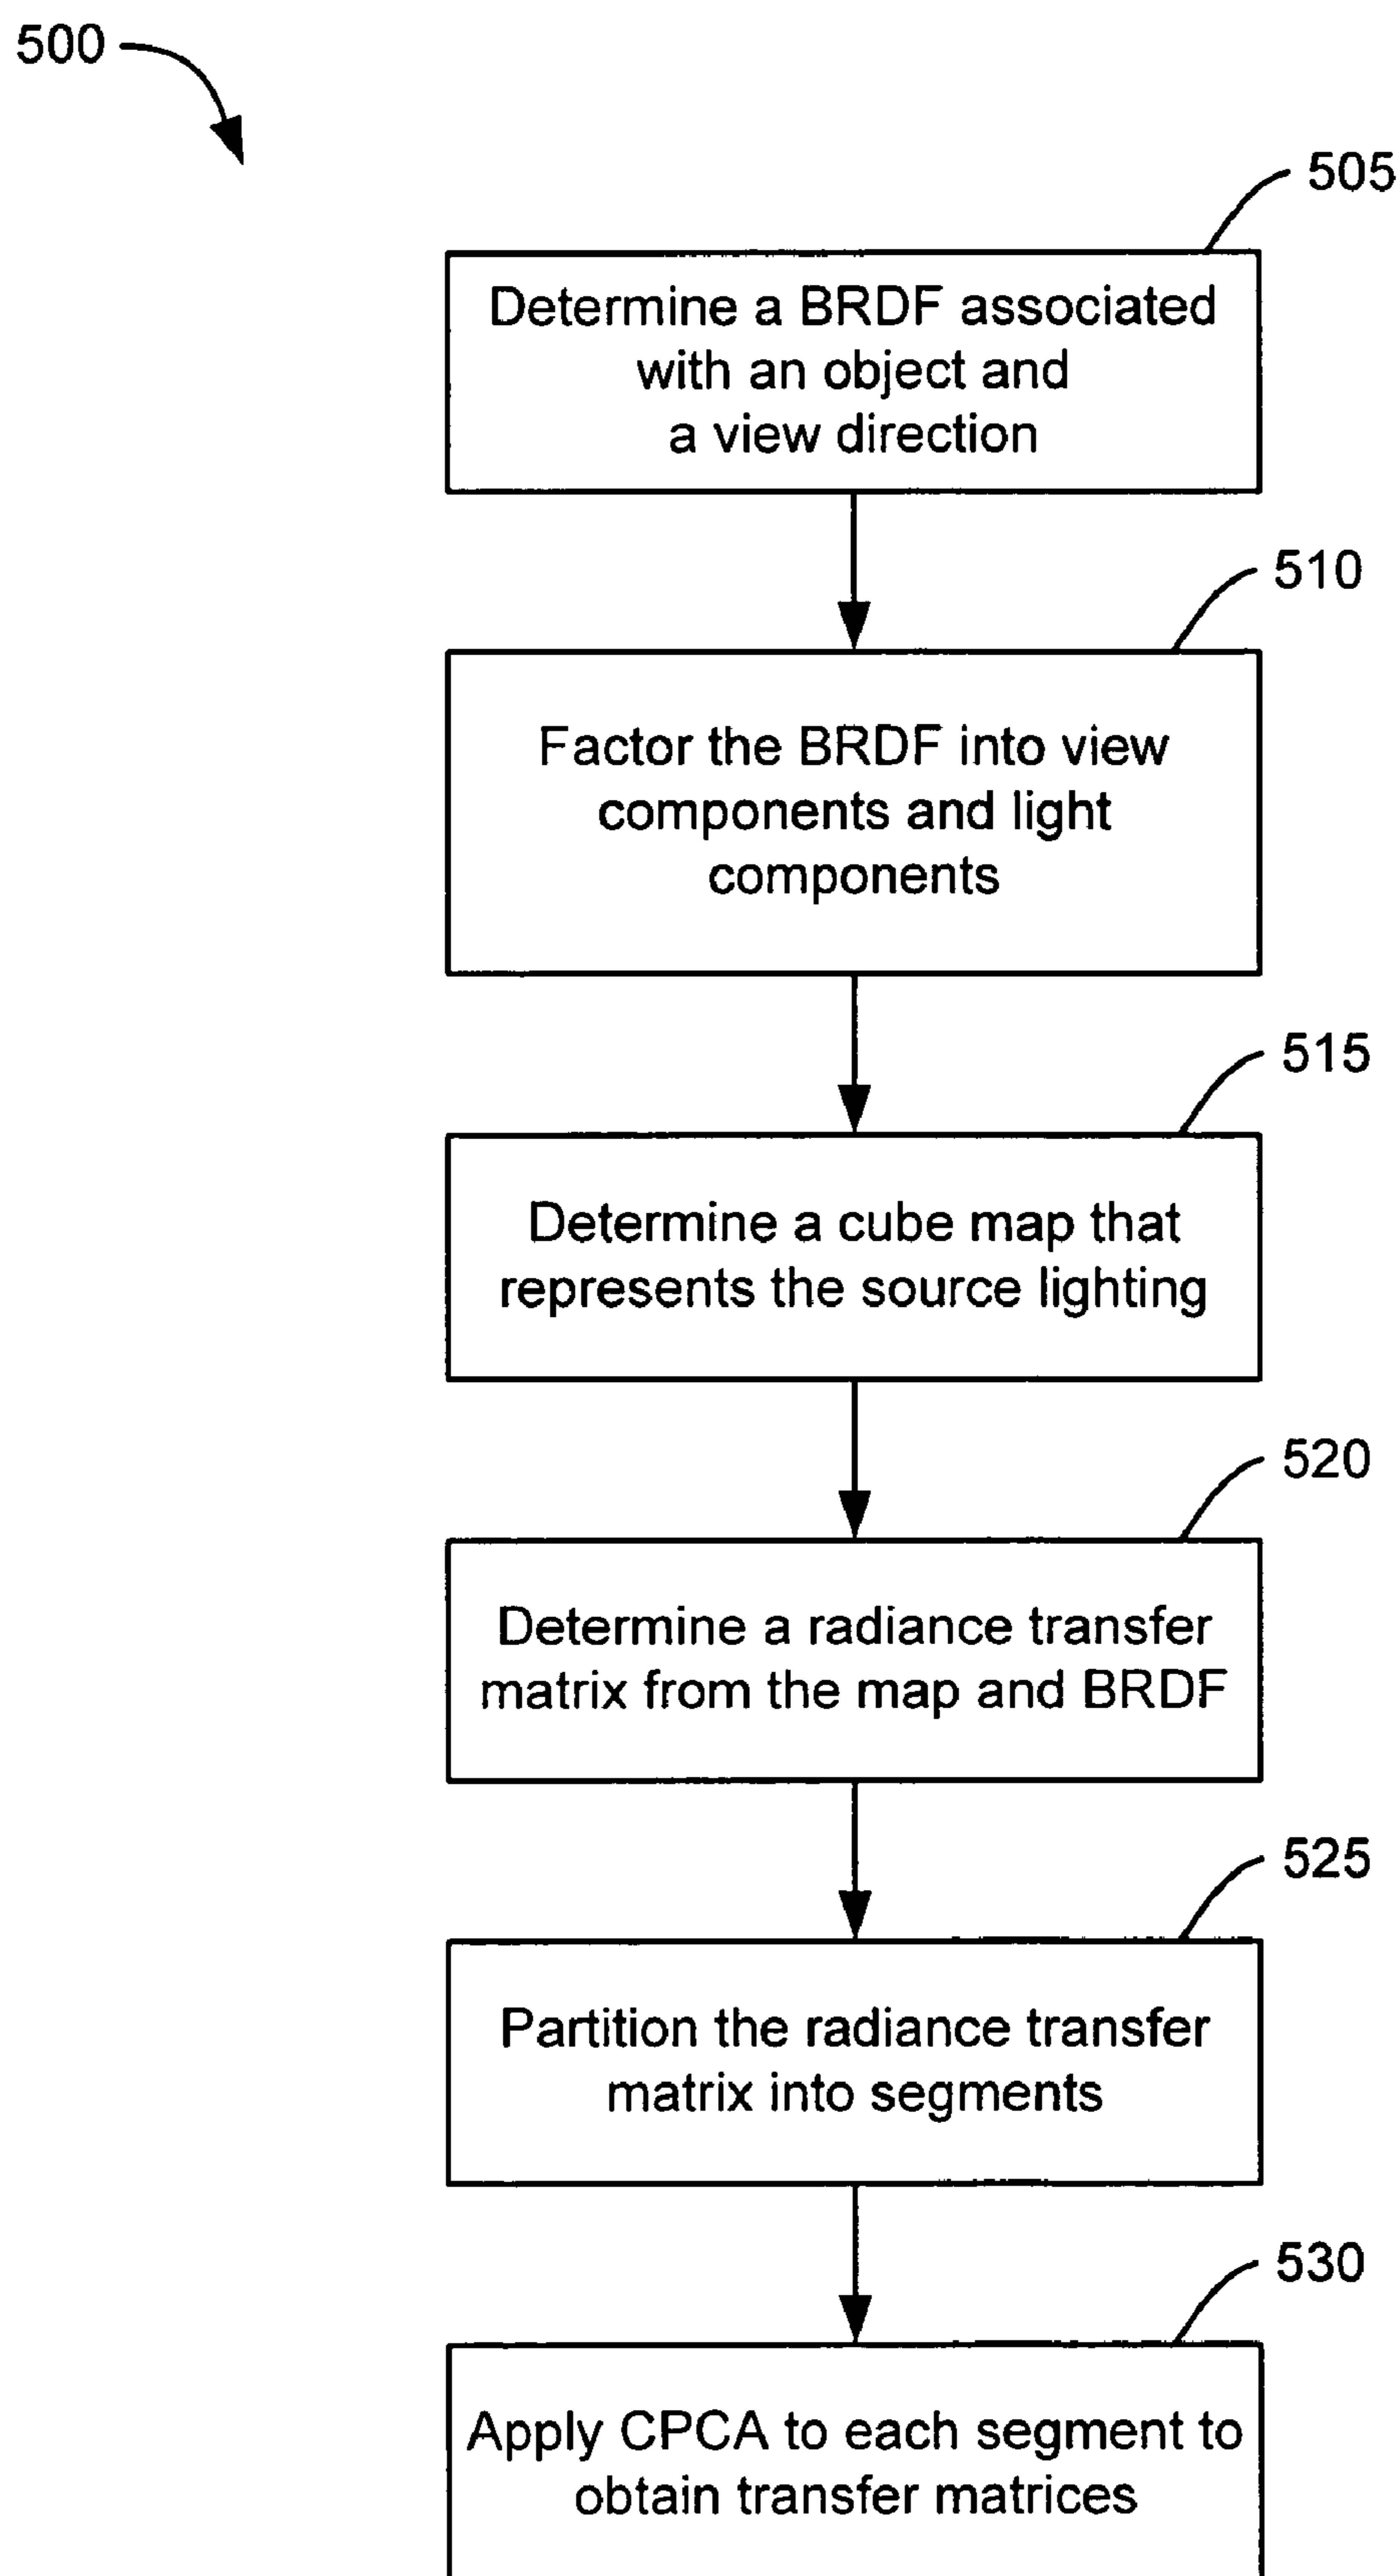 500
505
Determine a BRDF associated
with an object and
a view direction
510
Factor the BRDF into view
components and light
components
515
Determine a cube map that
represents the source lighting
520
Determine a radiance transfer
matrix from the map and BRDF
525
Partition the radiance transfer
matrix into segments
530
Apply CPCA to each segment to
obtain transfer matrices